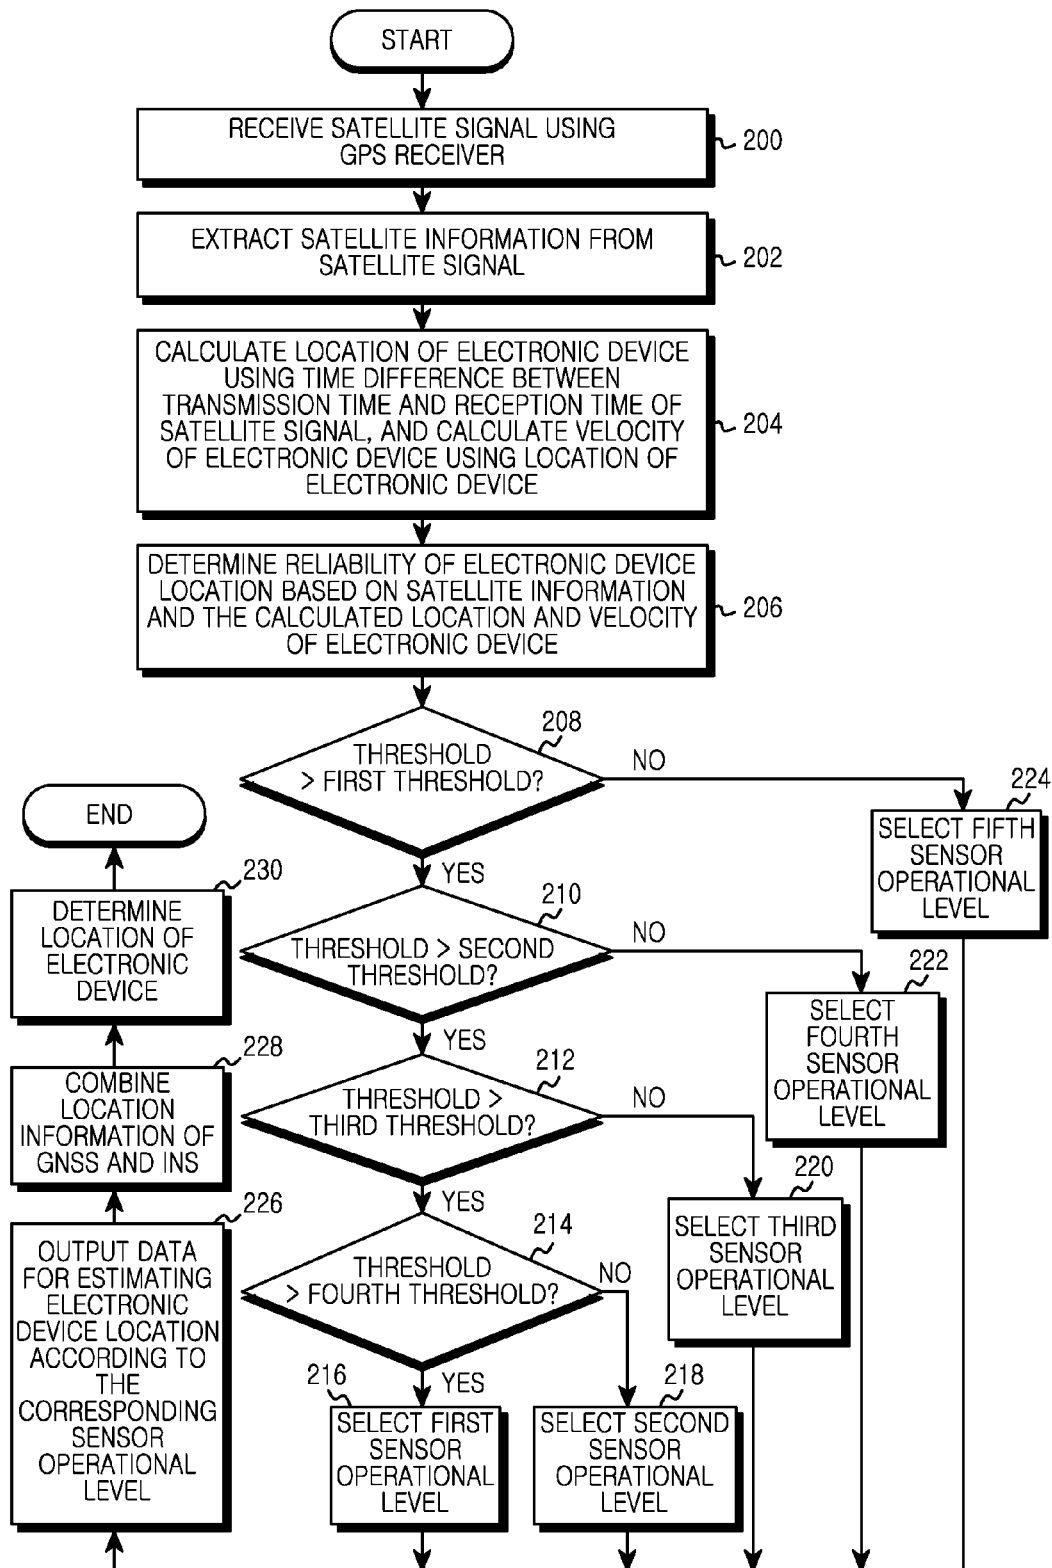 START
RECEIVE SATELLITE SIGNAL USING
GPS RECEIVER
200
EXTRACT SATELLITE INFORMATION FROM
SATELLITE SIGNAL
202
CALCULATE LOCATION OF ELECTRONIC DEVICE
USING TIME DIFFERENCE BETWEEN
TRANSMISSION TIME AND RECEPTION TIME OF
SATELLITE SIGNAL, AND CALCULATE VELOCITY
OF ELECTRONIC DEVICE USING LOCATION OF
ELECTRONIC DEVICE
204
DETERMINE RELIABILITY OF ELECTRONIC DEVICE
LOCATION BASED ON SATELLITE INFORMATION
AND THE CALCULATED LOCATION AND VELOCITY
OF ELECTRONIC DEVICE
206
208
THRESHOLD
> FIRST THRESHOLD?
NO
YES
224
SELECT FIFTH
SENSOR
OPERATIONAL
LEVEL
210
THRESHOLD > SECOND
THRESHOLD?
NO
YES
222
SELECT
FOURTH
SENSOR
OPERATIONAL
LEVEL
212
THRESHOLD >
THIRD THRESHOLD?
NO
YES
220
SELECT THIRD
SENSOR
OPERATIONAL
LEVEL
214
THRESHOLD
> FOURTH THRESHOLD?
NO
YES
216
SELECT FIRST
SENSOR
OPERATIONAL
LEVEL
218
SELECT SECOND
SENSOR
OPERATIONAL
LEVEL
226
OUTPUT DATA
FOR ESTIMATING
ELECTRONIC
DEVICE LOCATION
ACCORDING TO
THE
CORRESPONDING
SENSOR
OPERATIONAL
LEVEL
228
COMBINE
LOCATION
INFORMATION OF
GNSS AND INS
230
DETERMINE
LOCATION OF
ELECTRONIC
DEVICE
END